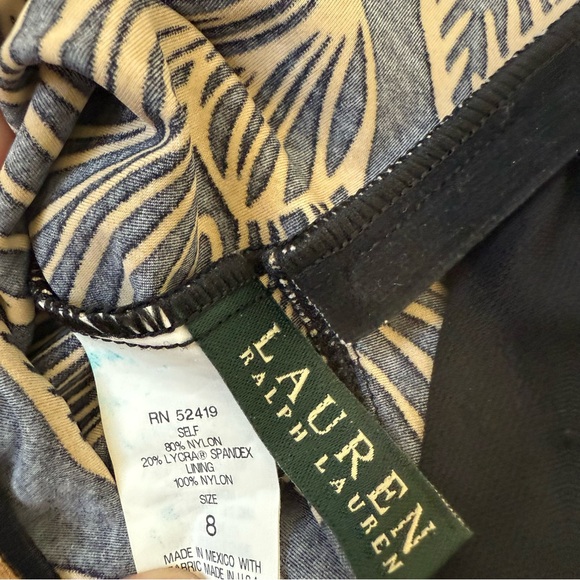 LAUREN
RALPH LAUREN
RN 52419
SELF
80% NYLON
20% LYCRA® SPANDEX
LINING
100% NYLON
SIZE
8
MADE IN MEXICO WITH
FABRIC MADE IN U.S.A.